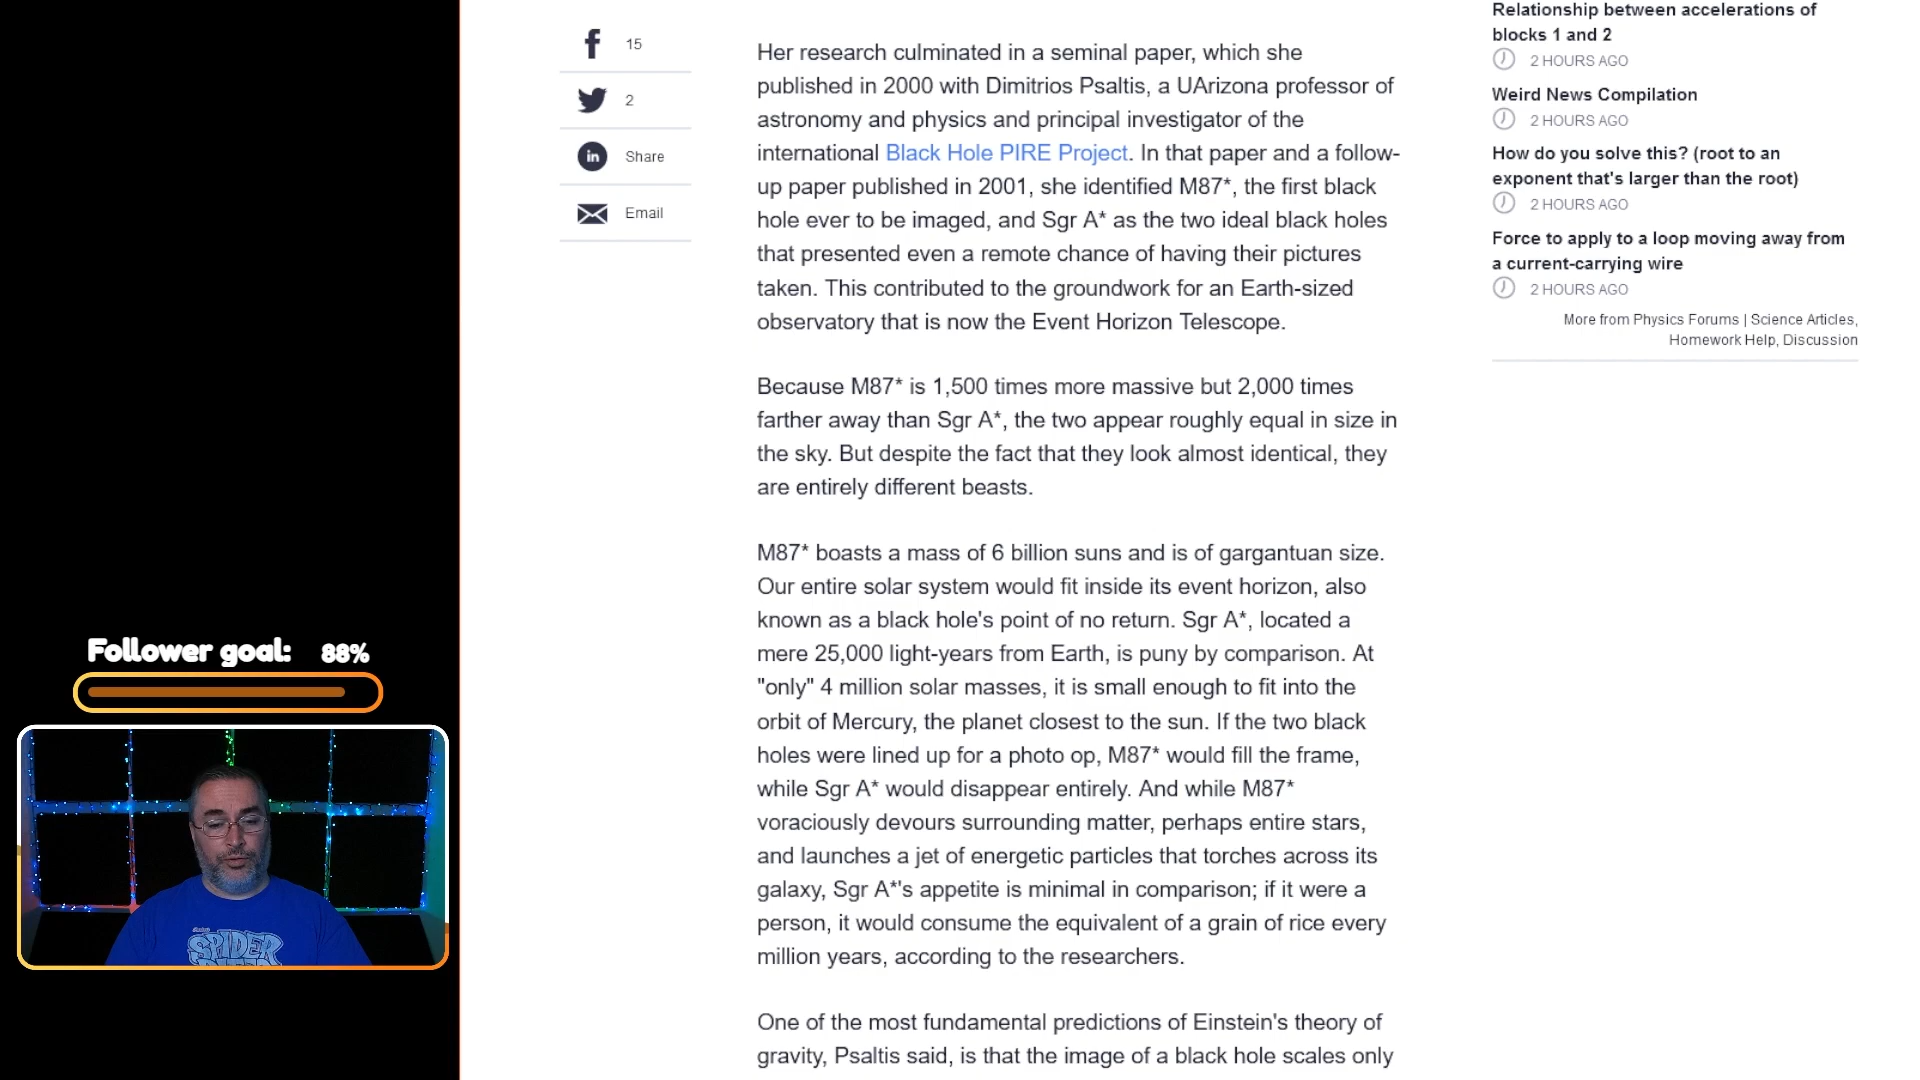 15
2
Share
Email
Her research culminated in a seminal paper, which she
published in 2000 with Dimitrios Psaltis, a UArizona professor of
astronomy and physics and principal investigator of the
international Black Hole PIRE Project. In that paper and a follow-
up paper published in 2001, she identified M87*, the first black
hole ever to be imaged, and Sgr A* as the two ideal black holes
that presented even a remote chance of having their pictures
taken. This contributed to the groundwork for an Earth-sized
observatory that is now the Event Horizon Telescope.
Because M87* is 1,500 times more massive but 2,000 times
farther away than Sgr A*, the two appear roughly equal in size in
the sky. But despite the fact that they look almost identical, they
are entirely different beasts.
M87* boasts a mass of 6 billion suns and is of gargantuan size.
Our entire solar system would fit inside its event horizon, also
known as a black hole's point of no return. Sgr A*, located a
mere 25,000 light-years from Earth, is puny by comparison. At
"only" 4 million solar masses, it is small enough to fit into the
orbit of Mercury, the planet closest to the sun. If the two black
holes were lined up for a photo op, M87* would fill the frame,
while Sgr A* would disappear entirely. And while M87*
voraciously devours surrounding matter, perhaps entire stars,
and launches a jet of energetic particles that torches across its
galaxy, Sgr A*'s appetite is minimal in comparison; if it were a
person, it would consume the equivalent of a grain of rice every
million years, according to the researchers.
One of the most fundamental predictions of Einstein's theory of
gravity, Psaltis said, is that the image of a black hole scales only
Relationship between accelerations of
blocks 1 and 2
2 HOURS AGO
Weird News Compilation
2 HOURS AGO
How do you solve this? (root to an
exponent that's larger than the root)
2 HOURS AGO
Force to apply to a loop moving away from
a current-carrying wire
2 HOURS AGO
More from Physics Forums | Science Articles,
Homework Help, Discussion
Follower goal: 88%
SPIDER